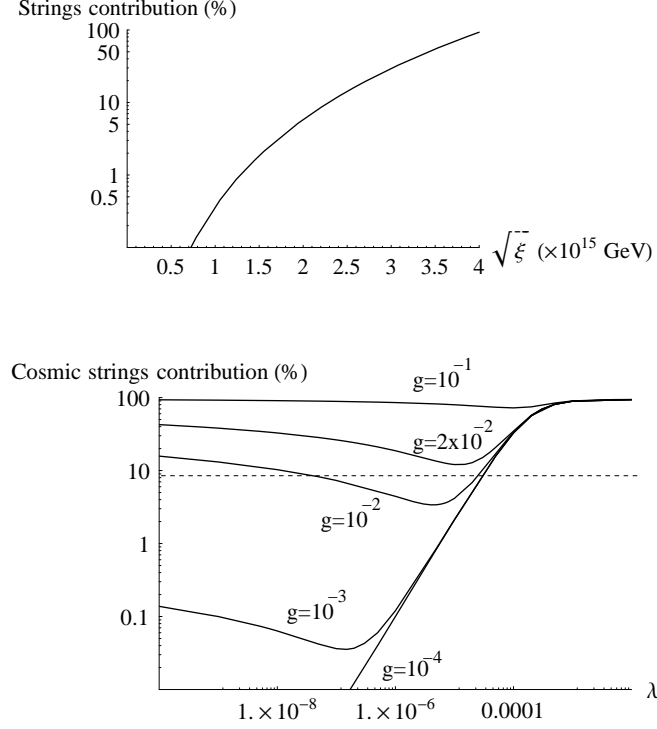 Strings contribution (%)
100
50
10
5
1
0.5
0.5 1 1.5 2 2.5 3 3.5 4
√ξ (×10¹⁵ GeV)
Cosmic strings contribution (%)
g=10⁻¹
100
g=2x10⁻²
10
g=10⁻²
1
g=10⁻³
0.1
g=10⁻⁴
λ
1. × 10⁻⁸ 1. × 10⁻⁶ 0.0001